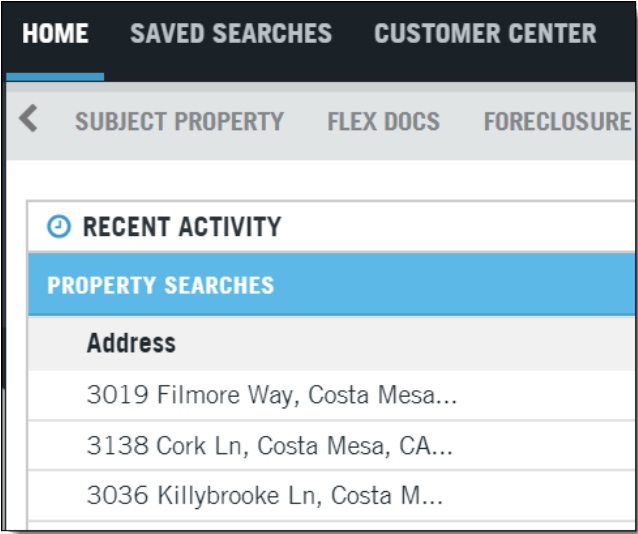 HOME SAVED SEARCHES CUSTOMER CENTER
SUBJECT PROPERTY FLEX DOCS FORECLOSURE
RECENT ACTIVITY
PROPERTY SEARCHES
Address
3019 Filmore Way, Costa Mesa...
3138 Cork Ln, Costa Mesa, CA...
3036 Killybrooke Ln, Costa M...